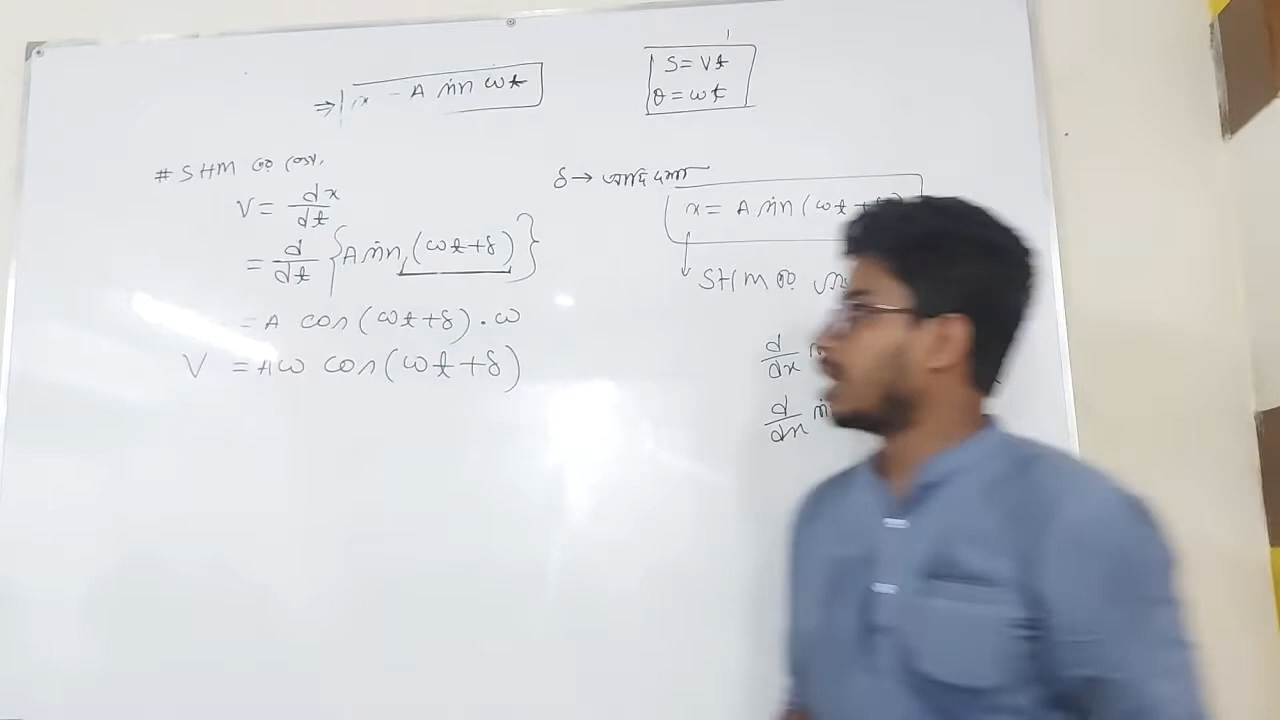 ⇒ x = A sin ωt
S = vt
θ = ωt
# SHM এর বেগ,
V = dx/dt
= d/dt {A sin (ωt+δ)}
= A cos (ωt+δ) . ω
V = Aω cos (ωt+δ)
δ → আদি দশা
x = A sin (ωt+δ)
SHM এর
d/dx
d/dx